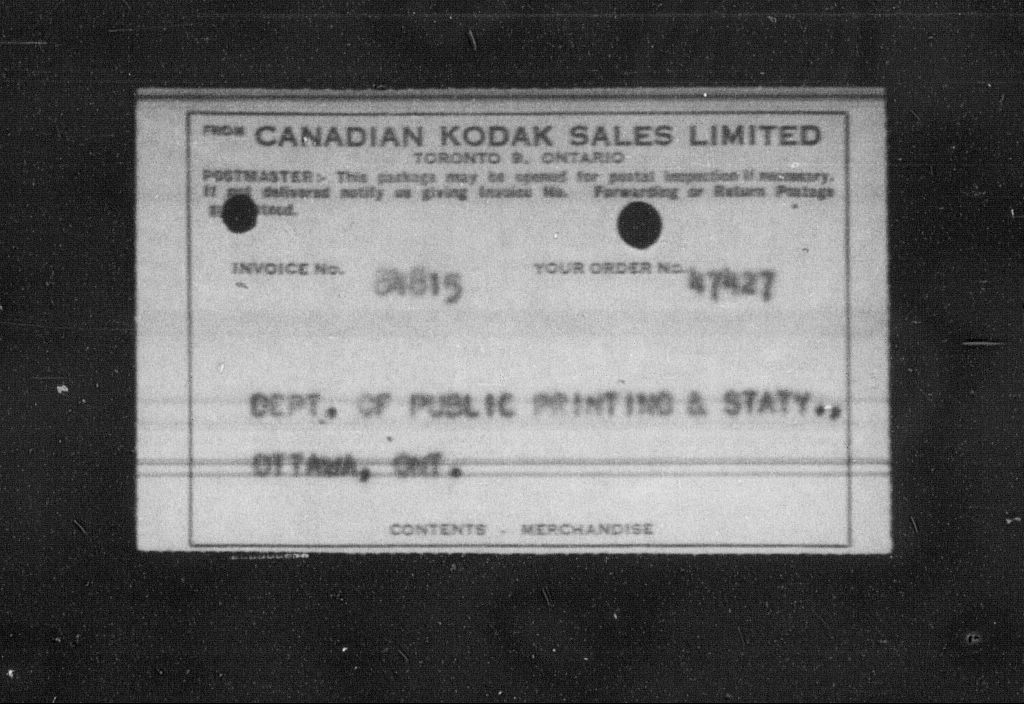 FROM CANADIAN KODAK SALES LIMITED
TORONTO 9, ONTARIO
POSTMASTER:- This package may be opened for postal inspection if necessary.
If not delivered notify us giving Invoice No. Forwarding or Return Postage
INVOICE No. 84815 YOUR ORDER No. 47427
DEPT. OF PUBLIC PRINTING & STATY.,
OTTAWA, ONT.
CONTENTS - MERCHANDISE